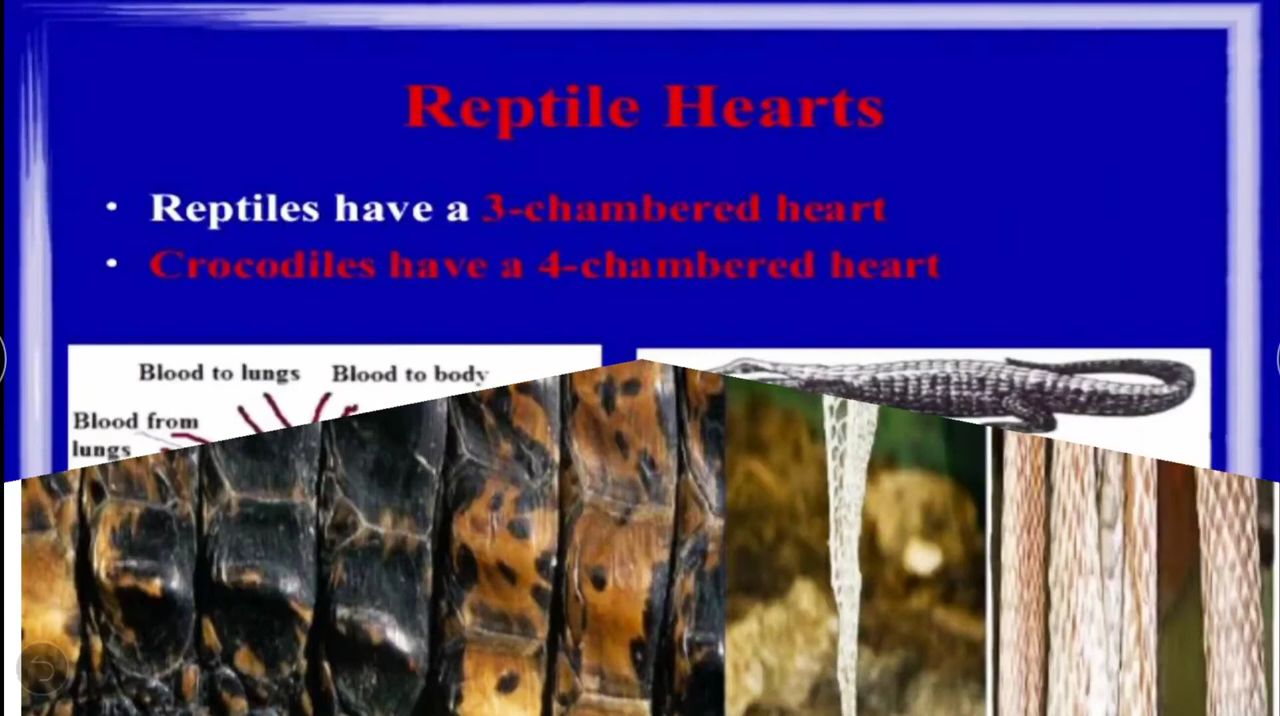 Reptile Hearts
• Reptiles have a 3-chambered heart
• Crocodiles have a 4-chambered heart
Blood to lungs Blood to body
Blood from
lungs